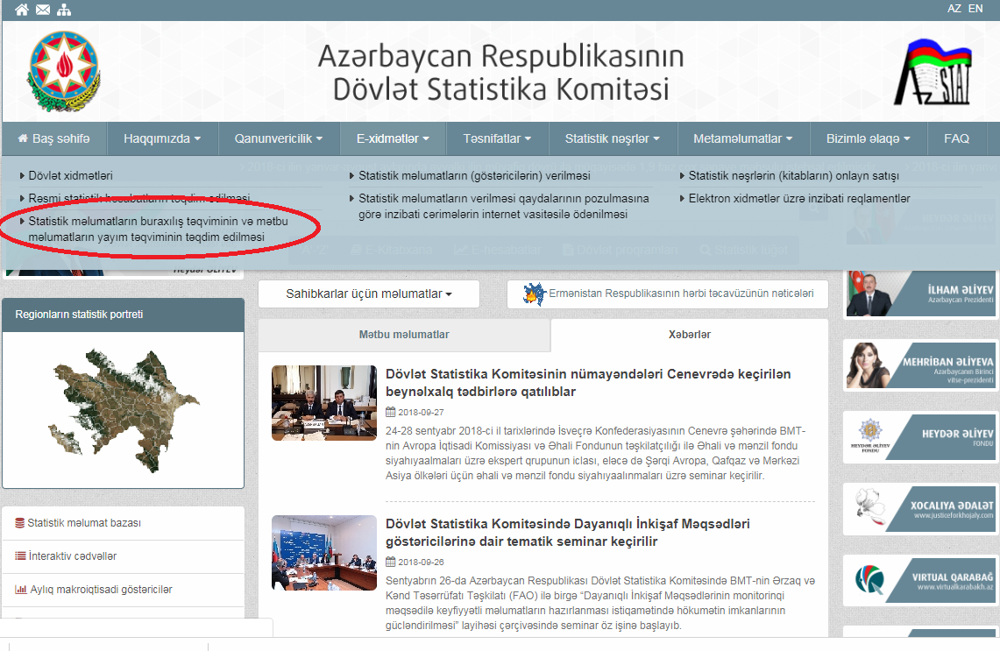 AZ EN
Azərbaycan Respublikasının
Dövlət Statistika Komitəsi
AZSTAT
Baş səhifə Haqqımızda Qanunvericilik E-xidmətlər Təsnifatlar Statistik nəşrlər Metaməlumatlar Bizimlə əlaqə FAQ
Dövlət xidmətləri
Rəsmi statistik hesabatların təqdim edilməsi
Statistik məlumatların buraxılış təqviminin və mətbu
məlumatların yayım təqviminin təqdim edilməsi
Statistik məlumatların (göstəricilərin) verilməsi
Statistik məlumatların verilməsi qaydalarının pozulmasına
görə inzibati cərimələrin internet vasitəsilə ödənilməsi
Statistik nəşrlərin (kitabların) onlayn satışı
Elektron xidmətlər üzrə inzibati reqlamentlər
E-Kitabxana E-hesabatlar Dövlət proqramları Statistik lüğət
HEYDƏR ƏLİYEV
Sahibkarlar üçün məlumatlar
Ermənistan Respublikasının hərbi təcavüzünün nəticələri
Regionların statistik portreti
Mətbu məlumatlar Xəbərlər
Dövlət Statistika Komitəsinin nümayəndələri Cenevrədə keçirilən
beynəlxalq tədbirlərə qatılıblar
2018-09-27
24-28 sentyabr 2018-ci il tarixlərində İsveçrə Konfederasiyasının Cenevrə şəhərində BMT-
nin Avropa İqtisadi Komissiyası və Əhali Fondunun təşkilatçılığı ilə Əhali və mənzil fondu
siyahıyaalmaları üzrə ekspert qrupunun iclası, eləcə də Şərqi Avropa, Qafqaz və Mərkəzi
Asiya ölkələri üçün əhali və mənzil fondu siyahıyaalınmaları üzrə seminar keçirilir.
Dövlət Statistika Komitəsində Dayanıqlı İnkişaf Məqsədləri
göstəricilərinə dair tematik seminar keçirilir
2018-09-26
Sentyabrın 26-da Azərbaycan Respublikası Dövlət Statistika Komitəsində BMT-nin Ərzaq və
Kənd Təsərrüfatı Təşkilatı (FAO) ilə birgə “Dayanıqlı İnkişaf Məqsədlərinin monitorinqi
məqsədilə keyfiyyətli məlumatların hazırlanması istiqamətində hökumətin imkanlarının
gücləndirilməsi” layihəsi çərçivəsində seminar öz işinə başlayıb.
Statistik məlumat bazası
İnteraktiv cədvəllər
Aylıq makroiqtisadi göstəricilər
İLHAM ƏLİYEV
Azərbaycan Prezidenti
MEHRİBAN ƏLİYEVA
Azərbaycanın Birinci
vitse-prezidenti
HEYDƏR ƏLİYEV
FONDU
HEYDƏR ƏLİYEV
FONDU
XOCALIYA ƏDALƏT
www.justiceforkhojaly.com
VIRTUAL QARABAĞ
www.virtualkarabakh.az